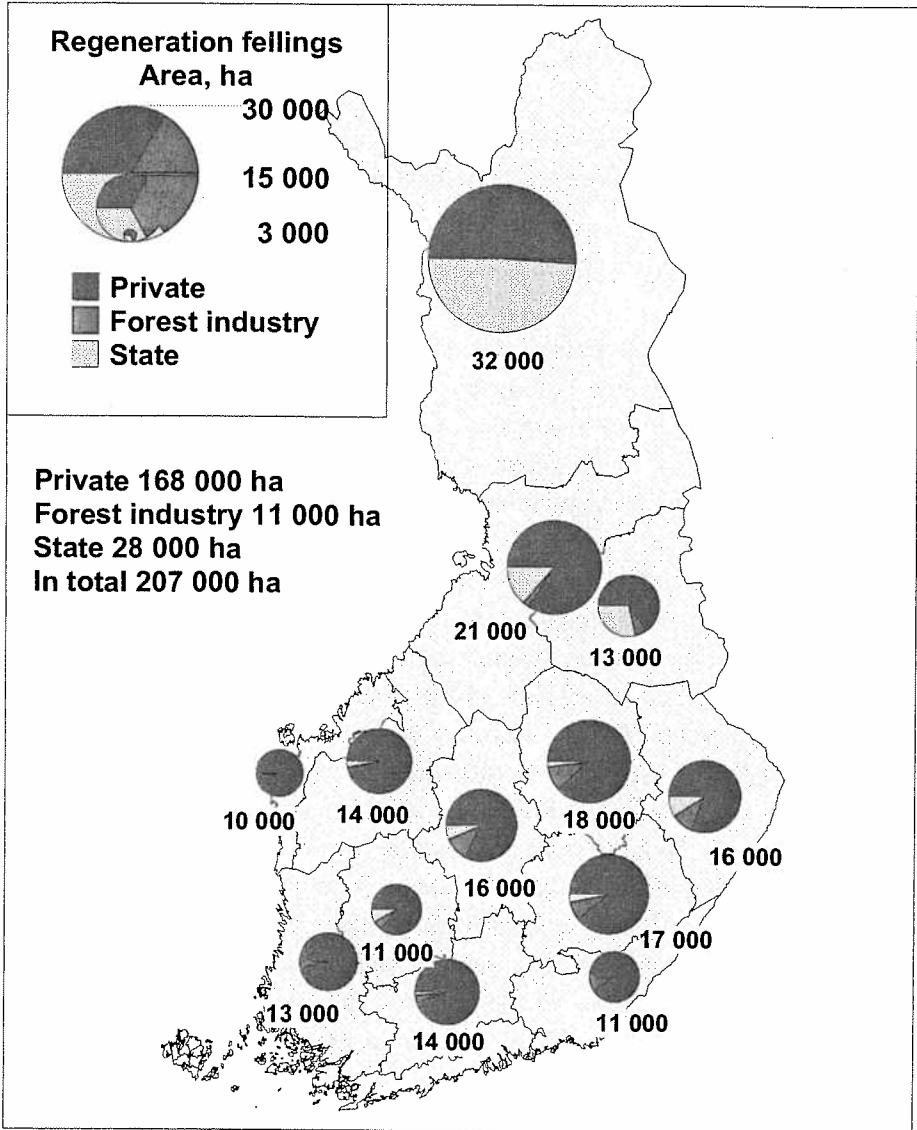 Regeneration fellings
Area, ha
30 000
15 000
3 000
Private
Forest industry
State
32 000
Private 168 000 ha
Forest industry 11 000 ha
State 28 000 ha
In total 207 000 ha
21 000
13 000
10 000
14 000
18 000
16 000
16 000
11 000
17 000
13 000
14 000
11 000